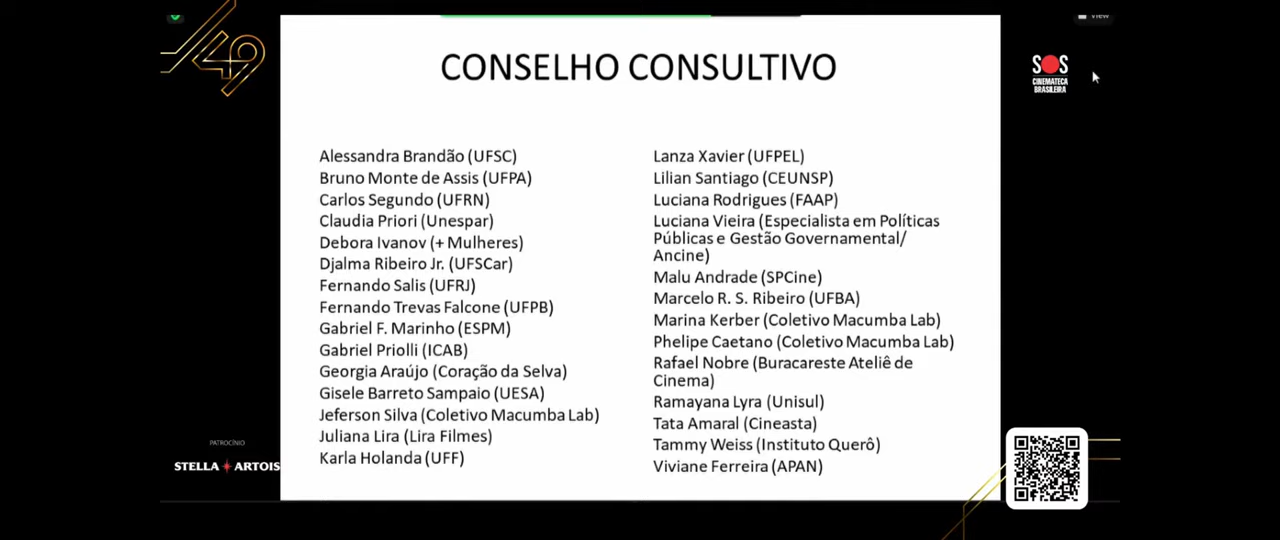 View
49
CONSELHO CONSULTIVO
SOS
CINEMATECA
BRASILEIRA
Alessandra Brandão (UFSC)
Bruno Monte de Assis (UFPA)
Carlos Segundo (UFRN)
Claudia Priori (Unespar)
Debora Ivanov (+ Mulheres)
Djalma Ribeiro Jr. (UFSCar)
Fernando Salis (UFRJ)
Fernando Trevas Falcone (UFPB)
Gabriel F. Marinho (ESPM)
Gabriel Priolli (ICAB)
Georgia Araújo (Coração da Selva)
Gisele Barreto Sampaio (UESA)
Jeferson Silva (Coletivo Macumba Lab)
Juliana Lira (Lira Filmes)
Karla Holanda (UFF)
Lanza Xavier (UFPEL)
Lilian Santiago (CEUNSP)
Luciana Rodrigues (FAAP)
Luciana Vieira (Especialista em Políticas
Públicas e Gestão Governamental/
Ancine)
Malu Andrade (SPCine)
Marcelo R. S. Ribeiro (UFBA)
Marina Kerber (Coletivo Macumba Lab)
Phelipe Caetano (Coletivo Macumba Lab)
Rafael Nobre (Buracareste Ateliê de
Cinema)
Ramayana Lyra (Unisul)
Tata Amaral (Cineasta)
Tammy Weiss (Instituto Querô)
Viviane Ferreira (APAN)
PATROCÍNIO
STELLA ARTOIS